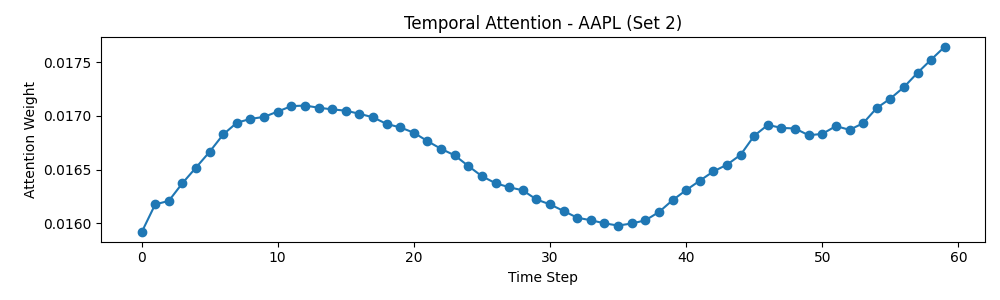 Temporal Attention - AAPL (Set 2)
Attention Weight
0.0175
0.0170
0.0165
0.0160
0 10 20 30 40 50 60
Time Step